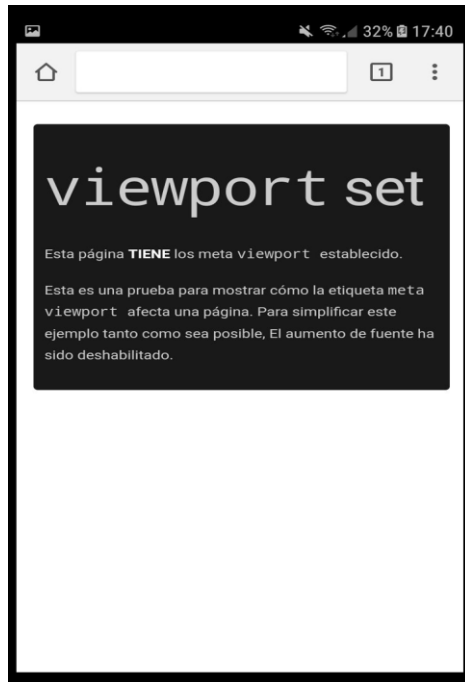 32% 17:40
1
viewport set
Esta página TIENE los meta viewport establecido.
Esta es una prueba para mostrar cómo la etiqueta meta
viewport afecta una página. Para simplificar este
ejemplo tanto como sea posible, El aumento de fuente ha
sido deshabilitado.